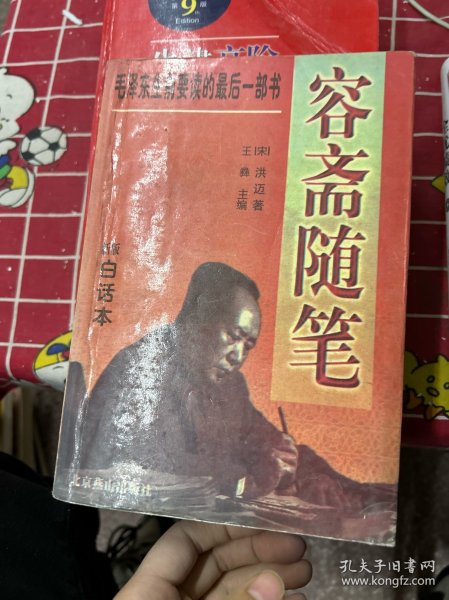 第9版
Edition
毛泽东生前要读的最后一部书
容斋随笔
[宋]洪迈著
王彝主编
白话本
北京燕山出版社
孔夫子旧书网
www.kongfz.com